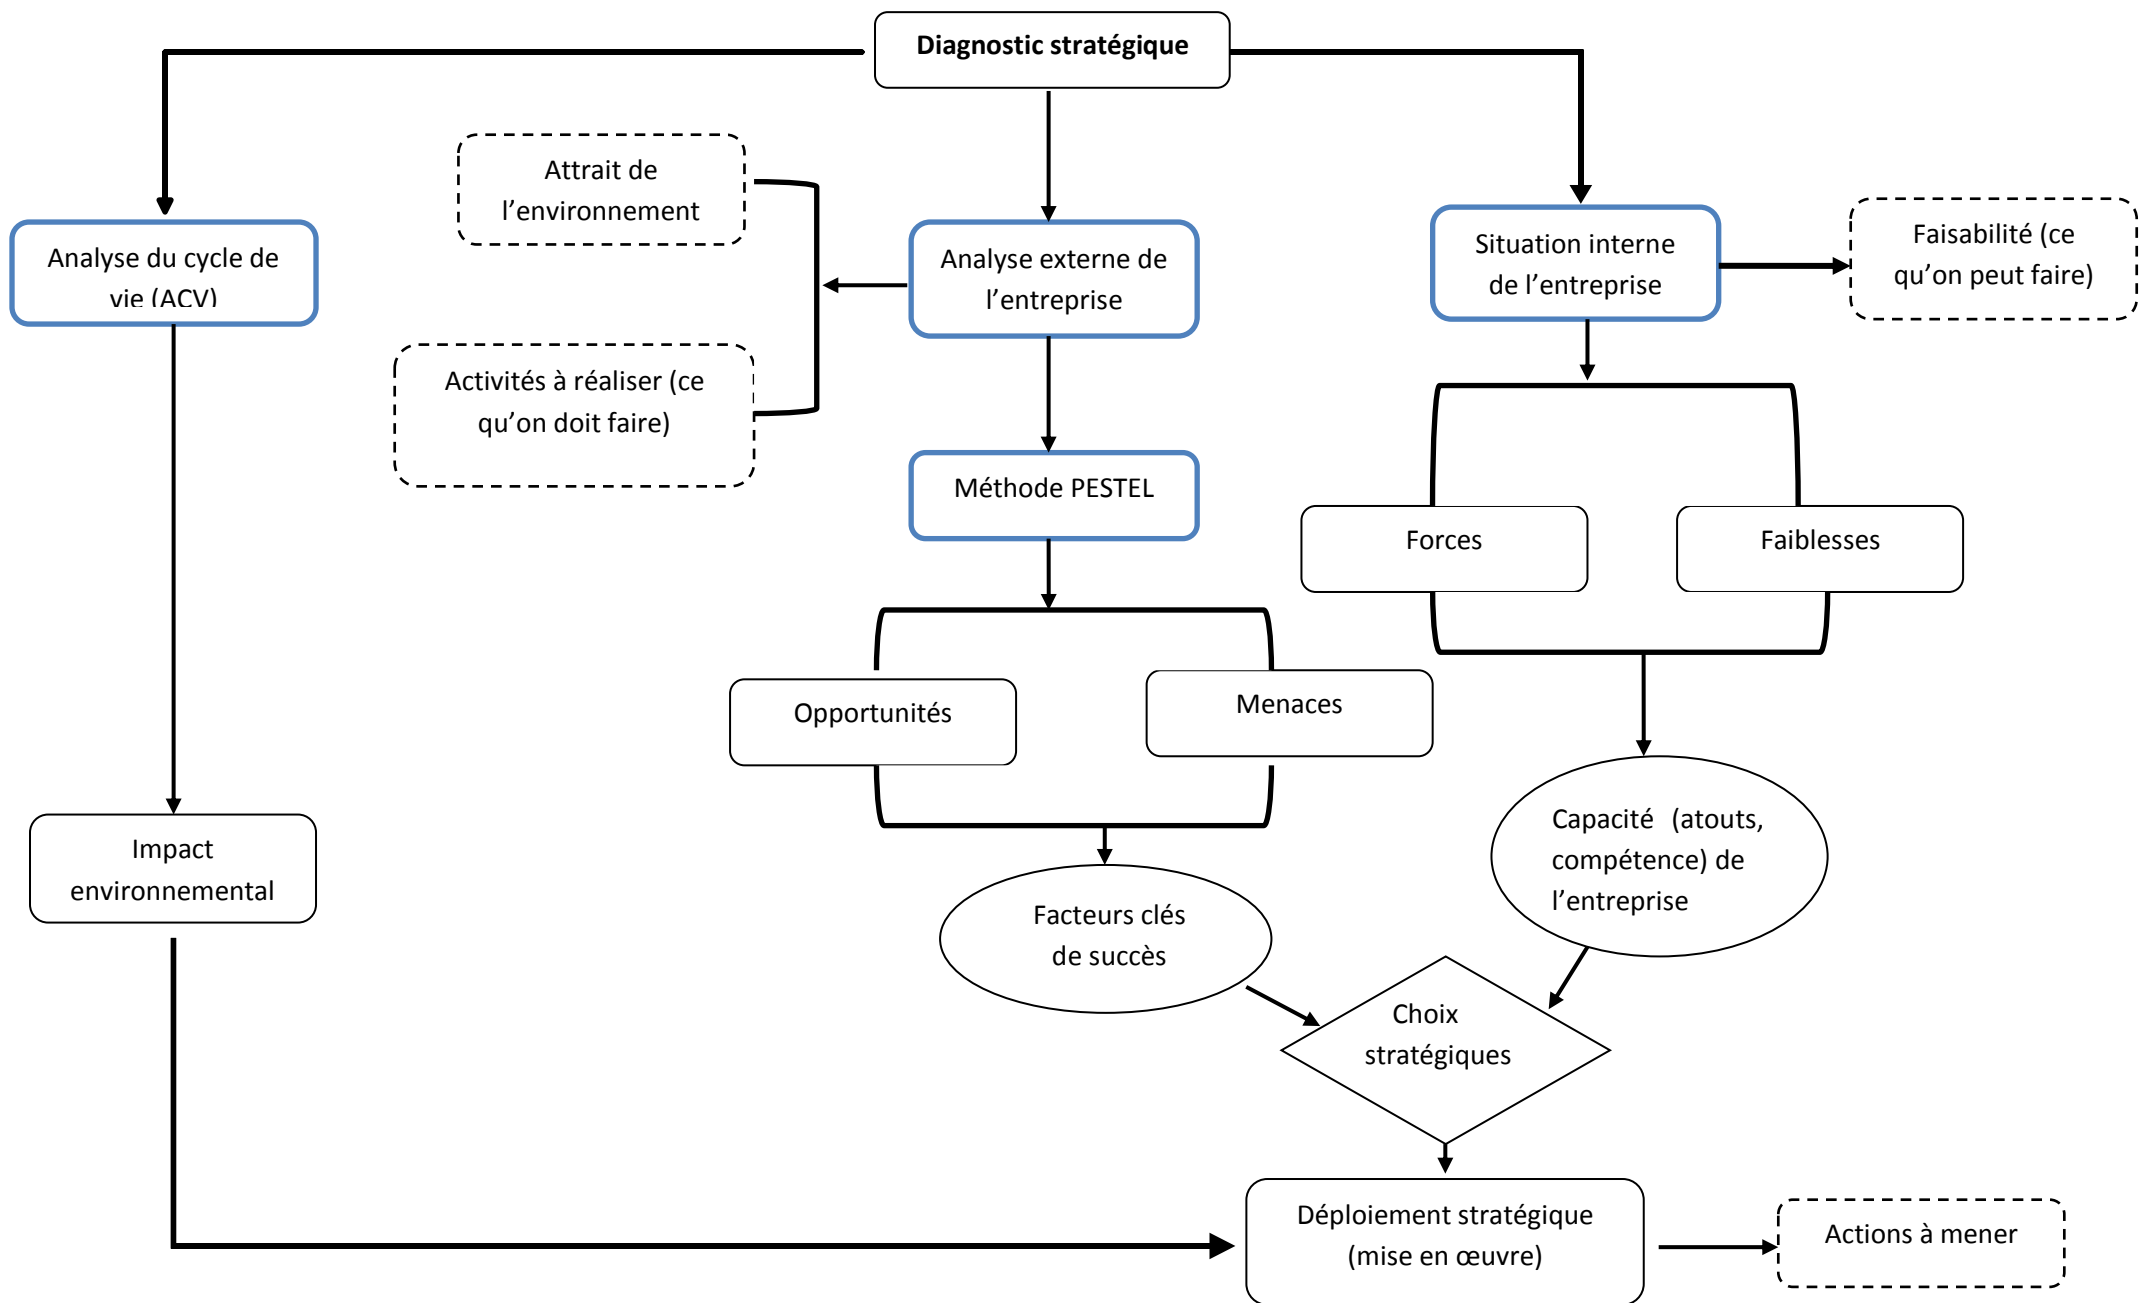 Diagnostic stratégique
Attrait de
l’environnement
Analyse du cycle de
vie (ACV)
Analyse externe de
l’entreprise
Situation interne
de l’entreprise
Faisabilité (ce
qu’on peut faire)
Activités à réaliser (ce
qu’on doit faire)
Méthode PESTEL
Forces
Faiblesses
Opportunités
Menaces
Impact
environnemental
Capacité (atouts,
compétence) de
l’entreprise
Facteurs clés
de succès
Choix
stratégiques
Déploiement stratégique
(mise en œuvre)
Actions à mener